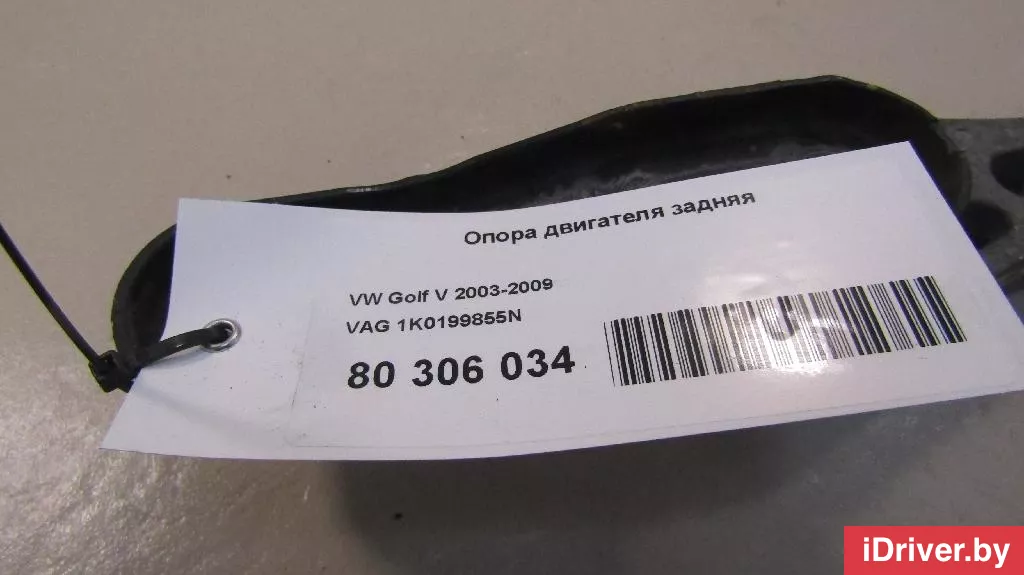 Опора двигателя задняя
VW Golf V 2003-2009
VAG 1K0199855N
80 306 034
iDriver.by